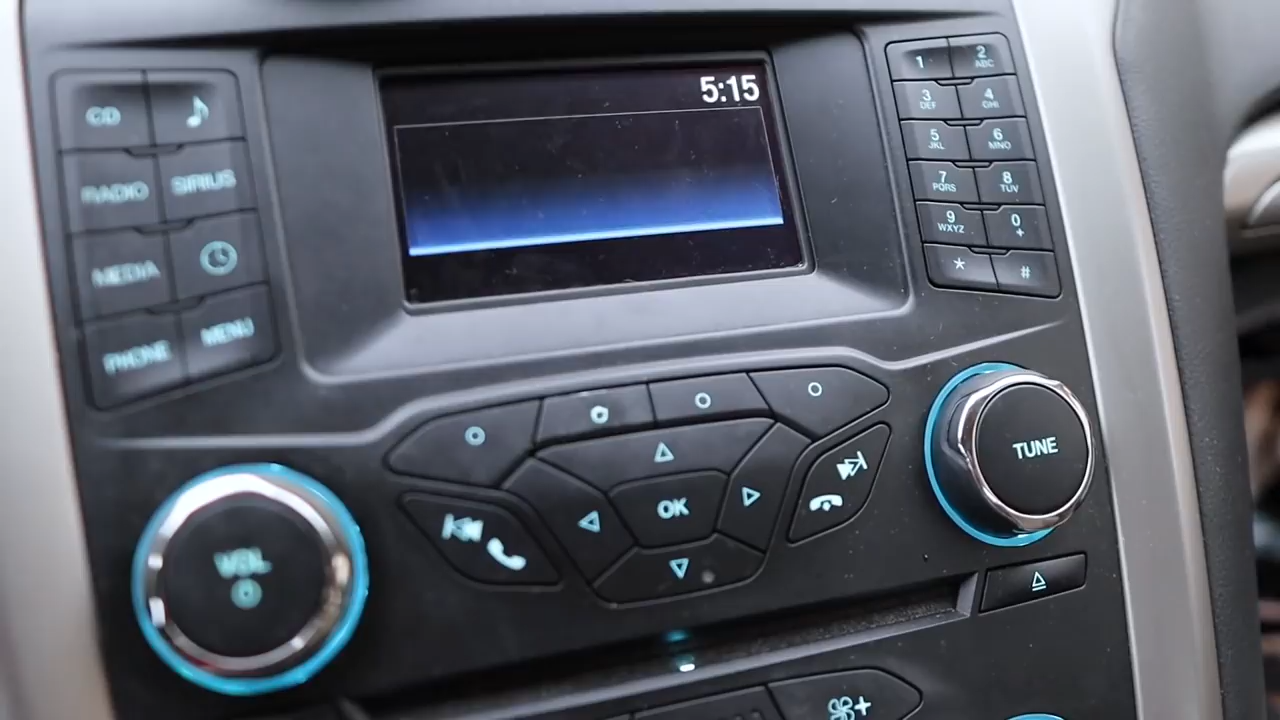 5:15
CD
RADIO
SIRIUS
MEDIA
PHONE
MENU
1
2
ABC
3
DEF
4
GHI
5
JKL
6
MNO
7
PQRS
8
TUV
9
WXYZ
0
+
*
#
OK
VOL
TUNE
+